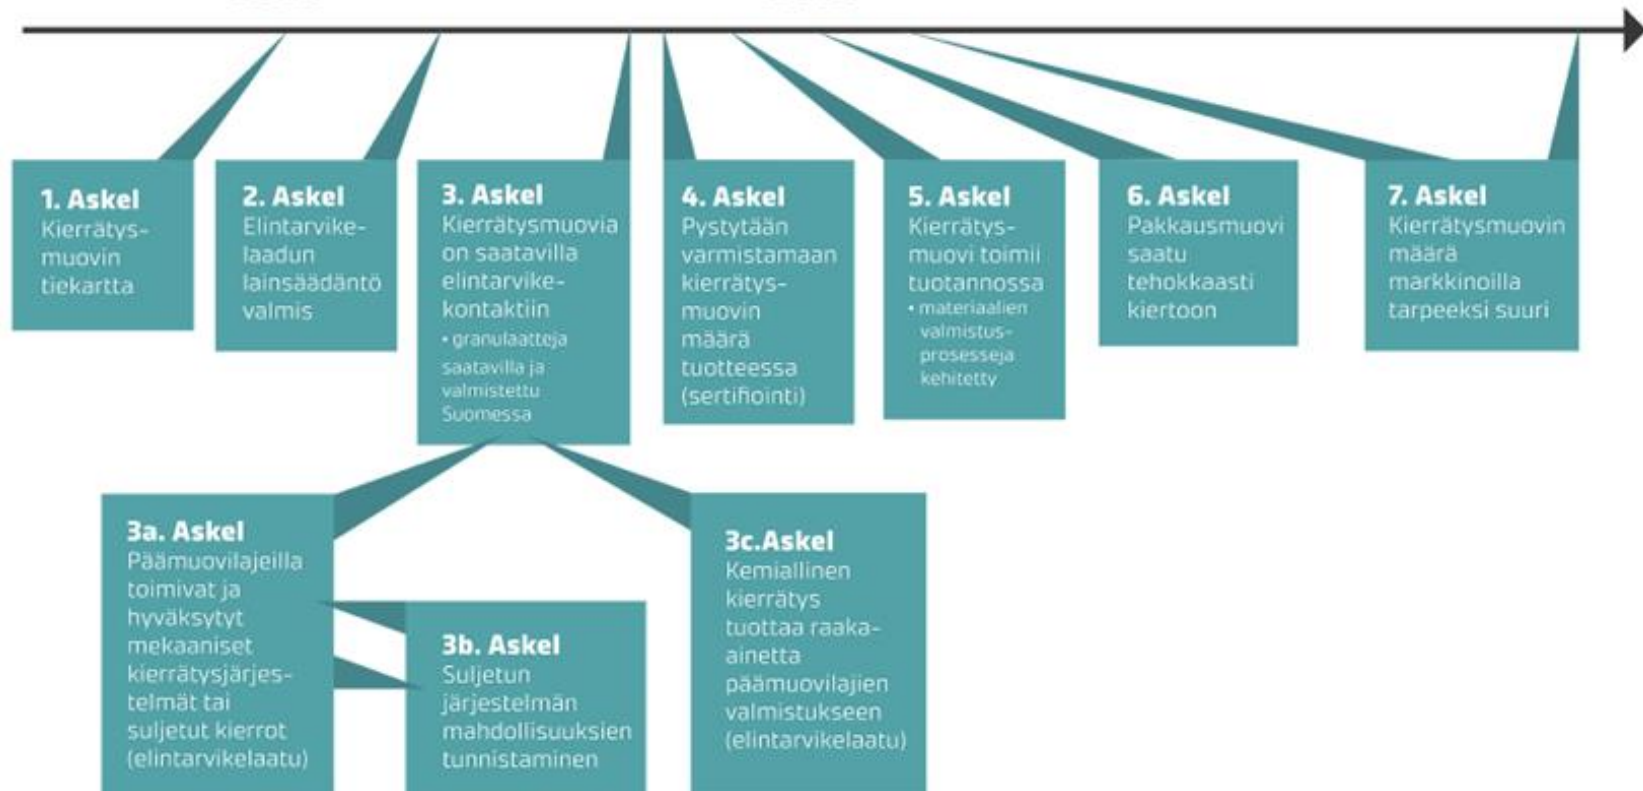 1. Askel
Kierrätys-
muovin
tiekartta
2. Askel
Elintarvike-
laadun
lainsäädäntö
valmis
3. Askel
Kierrätysmuovia
on saatavilla
elintarvike-
kontaktiin
• granulaatteja
saatavilla ja
valmistettu
Suomessa
4. Askel
Pystytään
varmistamaan
kierrätys-
muovin
määrä
tuotteessa
(sertifiointi)
5. Askel
Kierrätys-
muovi toimii
tuotannossa
• materiaalien
valmistus-
prosesseja
kehitetty
6. Askel
Pakkausmuovi
saatu
tehokkaasti
kiertoon
7. Askel
Kierrätysmuovin
määrä
markkinoilla
tarpeeksi suuri
3a. Askel
Päämuovilajeilla
toimivat ja
hyväksytyt
mekaaniset
kierrätysjärjes-
telmät tai
suljetut kierrot
(elintarvikelaatu)
3b. Askel
Suljetun
järjestelmän
mahdollisuuksien
tunnistaminen
3c.Askel
Kemiallinen
kierrätys
tuottaa raaka-
ainetta
päämuovilajien
valmistukseen
(elintarvikelaatu)